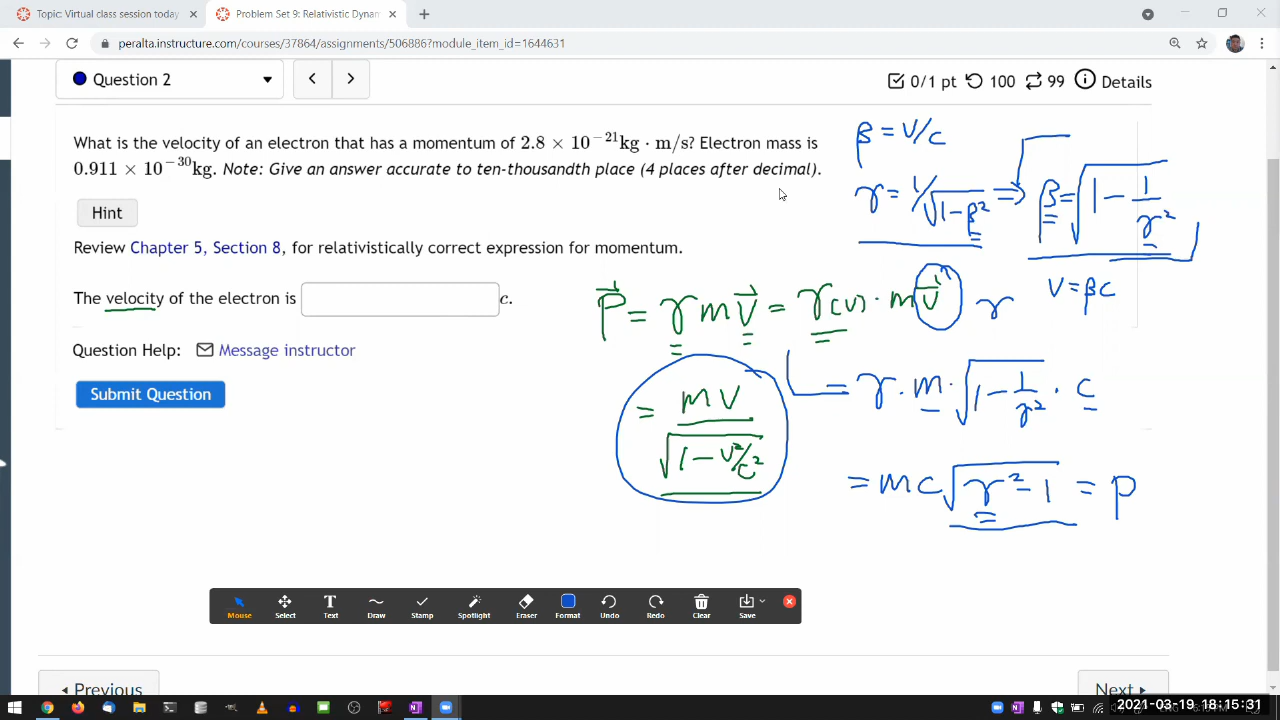 Topic: Virtual class session today
Problem Set 9: Relativistic Dynam
peralta.instructure.com/courses/37864/assignments/506886?module_item_id=1644631
Question 2
0/1 pt 100 99 Details
What is the velocity of an electron that has a momentum of 2.8 × 10^−21 kg · m/s? Electron mass is
0.911 × 10^−30 kg. Note: Give an answer accurate to ten-thousandth place (4 places after decimal).
Hint
Review Chapter 5, Section 8, for relativistically correct expression for momentum.
The velocity of the electron is c.
Question Help: Message instructor
Submit Question
β = V/c
γ = 1/√(1−β²) ⇒ β = √(1 − 1/γ²)
V = βc
P⃗ = γ m V⃗ = γ(V) · m V⃗ γ
= mV / √(1 − V²/c²)
= γ · m · √(1 − 1/γ²) · c
= mc √(γ² − 1) = p
Mouse Select Text Draw Stamp Spotlight Eraser Format Undo Redo Clear Save
Previous
Next
2021-03-19 18:15:31